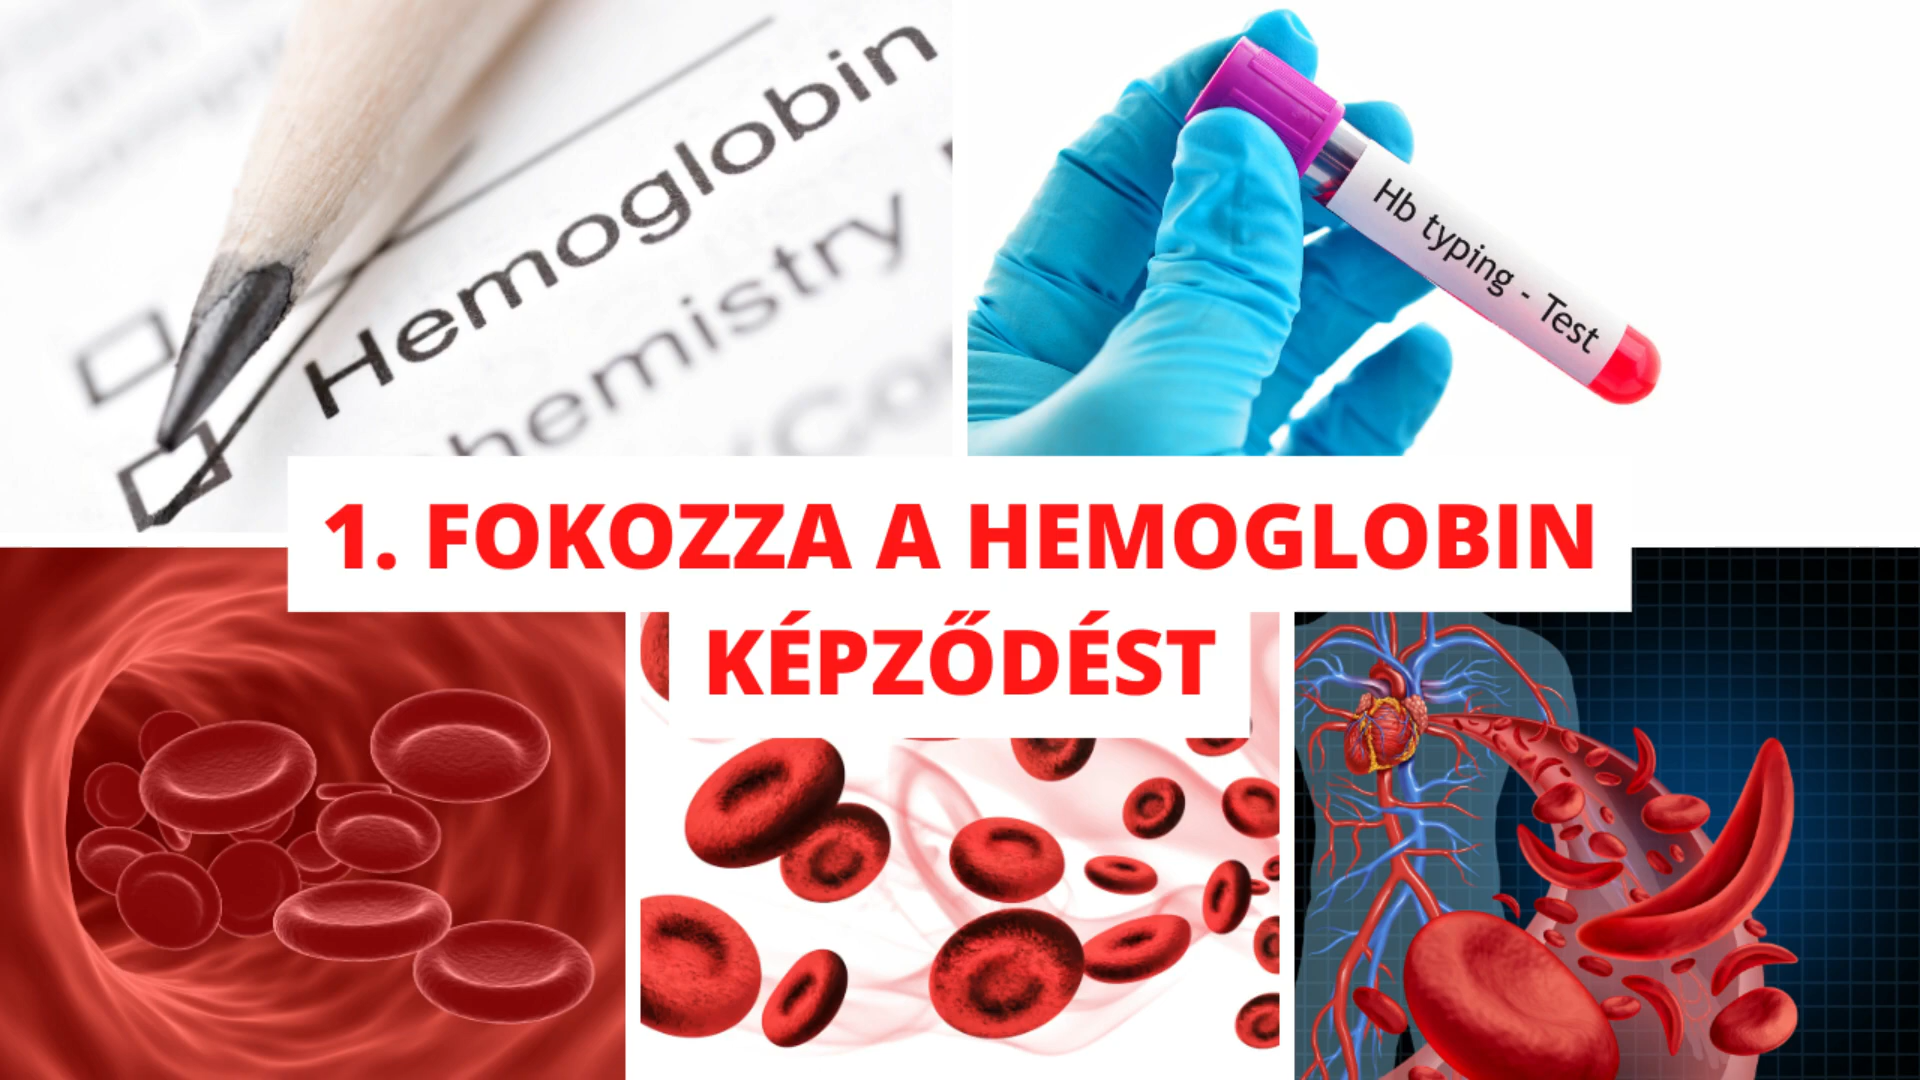 Hemoglobin
hemistry
Hb typing - Test
1. FOKOZZA A HEMOGLOBIN
KÉPZŐDÉST